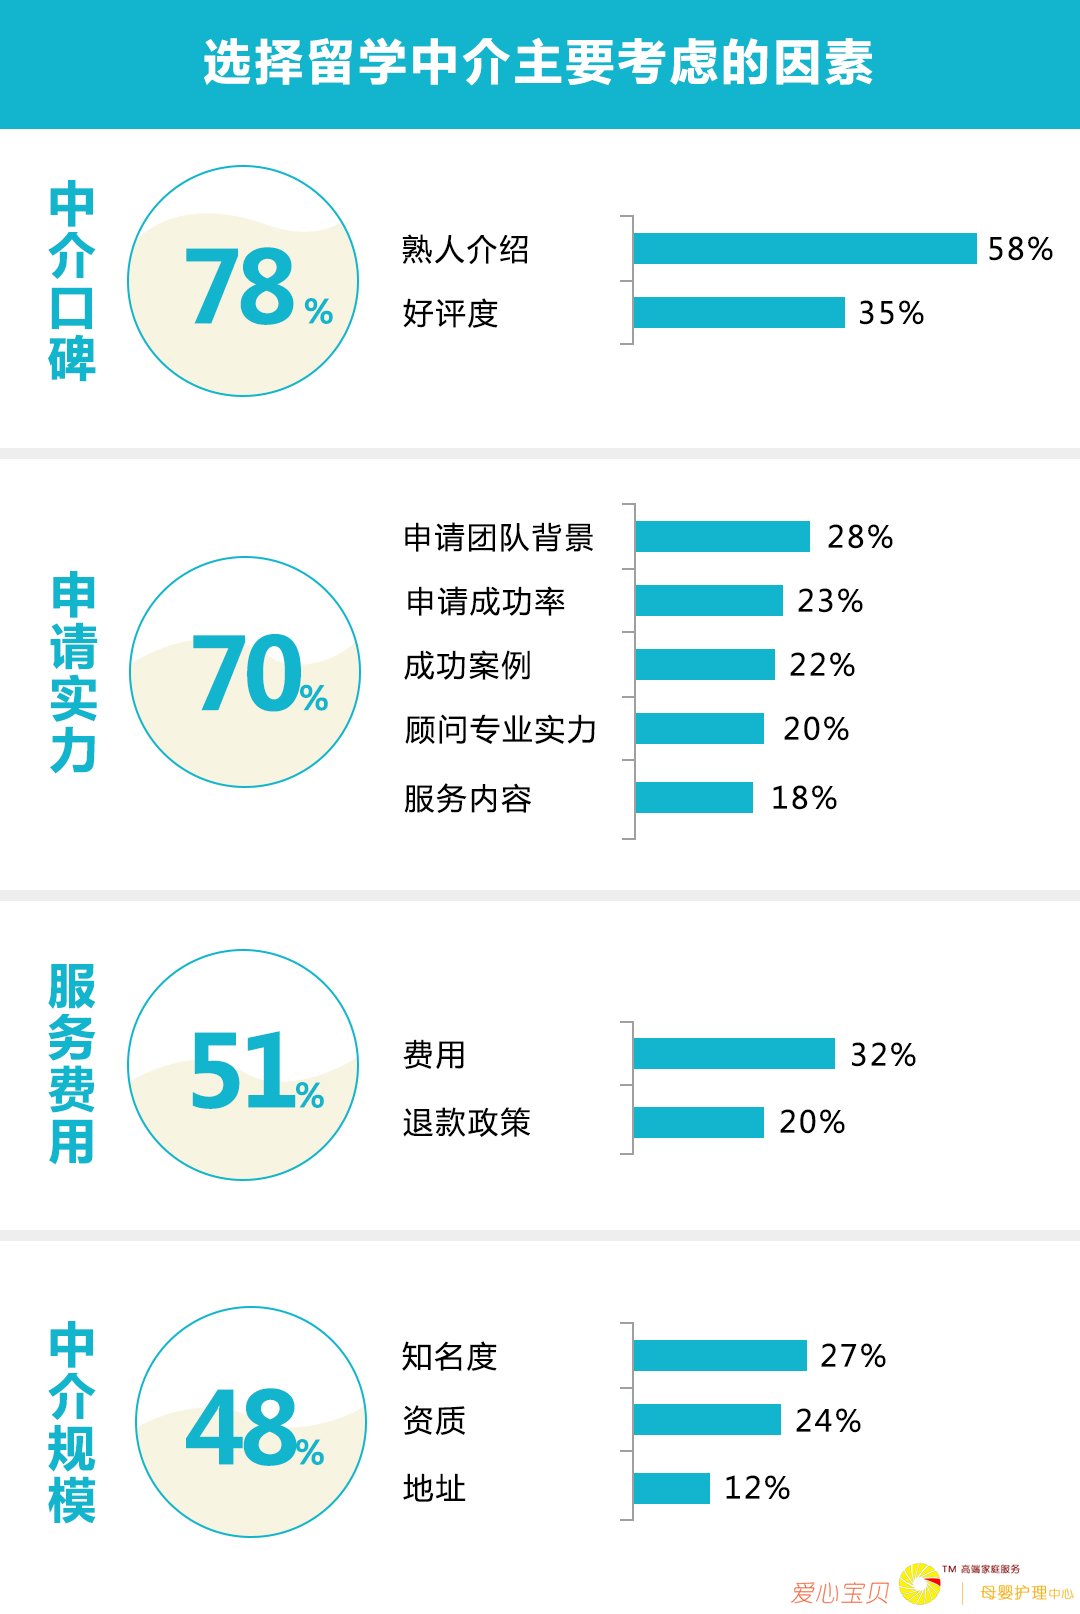 选择留学中介主要考虑的因素
中介口碑
78%
熟人介绍
58%
好评度
35%
申请实力
70%
申请团队背景
28%
申请成功率
23%
成功案例
22%
顾问专业实力
20%
服务内容
18%
服务费用
51%
费用
32%
退款政策
20%
中介规模
48%
知名度
27%
资质
24%
地址
12%
爱心宝贝
TM 高端家庭服务
母婴护理中心